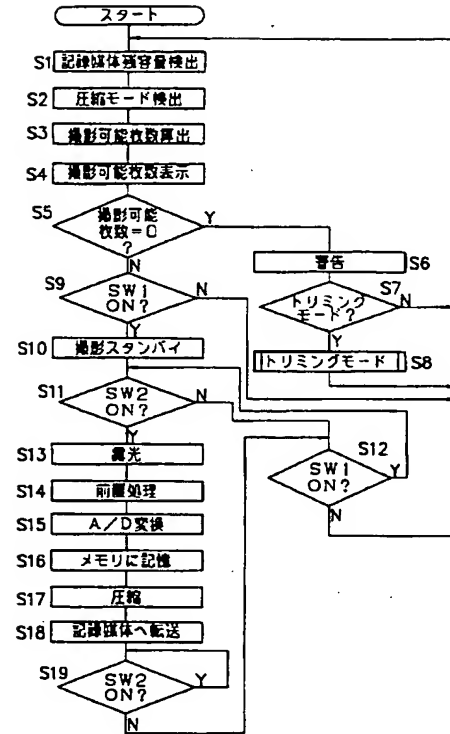 スタート
S1 記録媒体残容量検出
S2 圧縮モード検出
S3 撮影可能枚数算出
S4 撮影可能枚数表示
S5 撮影可能
枚数=0
?
Y
N
警告 S6
S7 トリミング
モード?
N
Y
トリミングモード S8
S9 SW1
ON?
N
Y
S10 撮影スタンバイ
S11 SW2
ON?
N
Y
S12
SW1
ON?
Y
N
S13 露光
S14 前置処理
S15 A/D変換
S16 メモリに記憶
S17 圧縮
S18 記録媒体へ転送
S19 SW2
ON?
Y
N